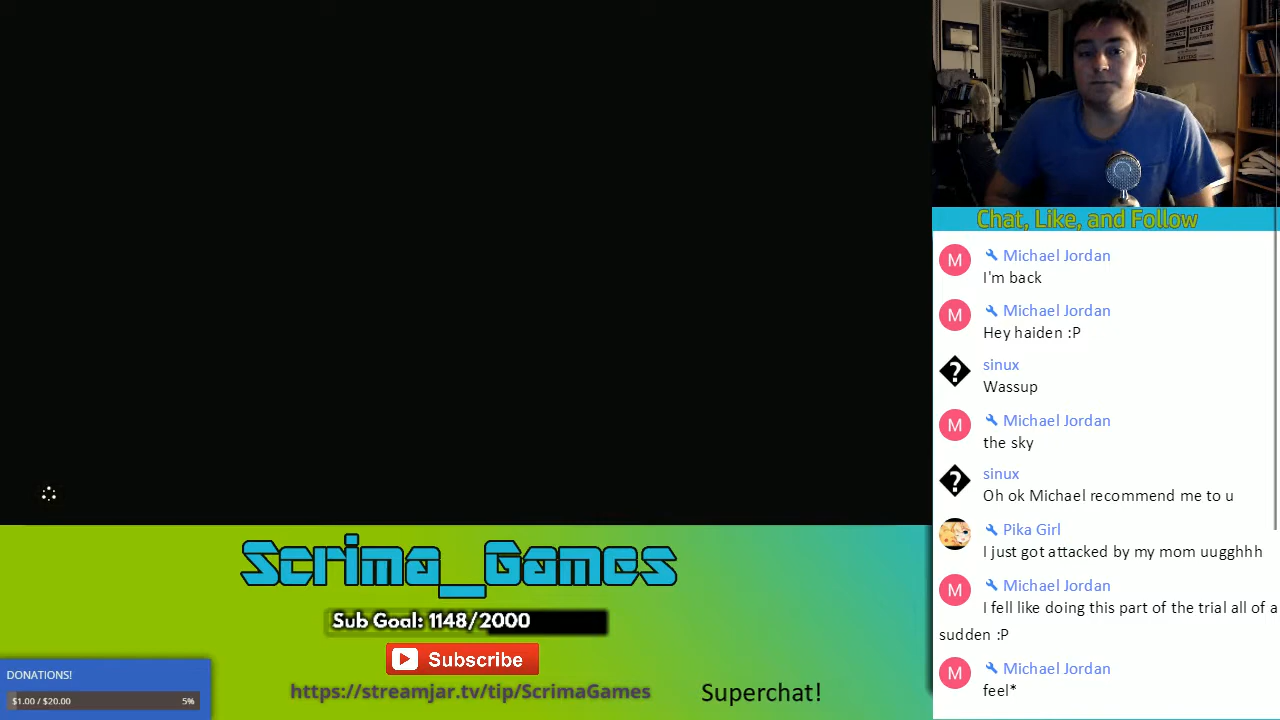 BELIEVE
IMPACT EXPERT
Chat, Like, and Follow
M Michael Jordan
I'm back
M Michael Jordan
Hey haiden :P
? sinux
Wassup
M Michael Jordan
the sky
? sinux
Oh ok Michael recommend me to u
Pika Girl
I just got attacked by my mom uugghhh
M Michael Jordan
I fell like doing this part of the trial all of a
sudden :P
M Michael Jordan
feel*
Scrima_Games
Sub Goal: 1148/2000
Subscribe
https://streamjar.tv/tip/ScrimaGames
Superchat!
DONATIONS!
$1.00 / $20.00 5%